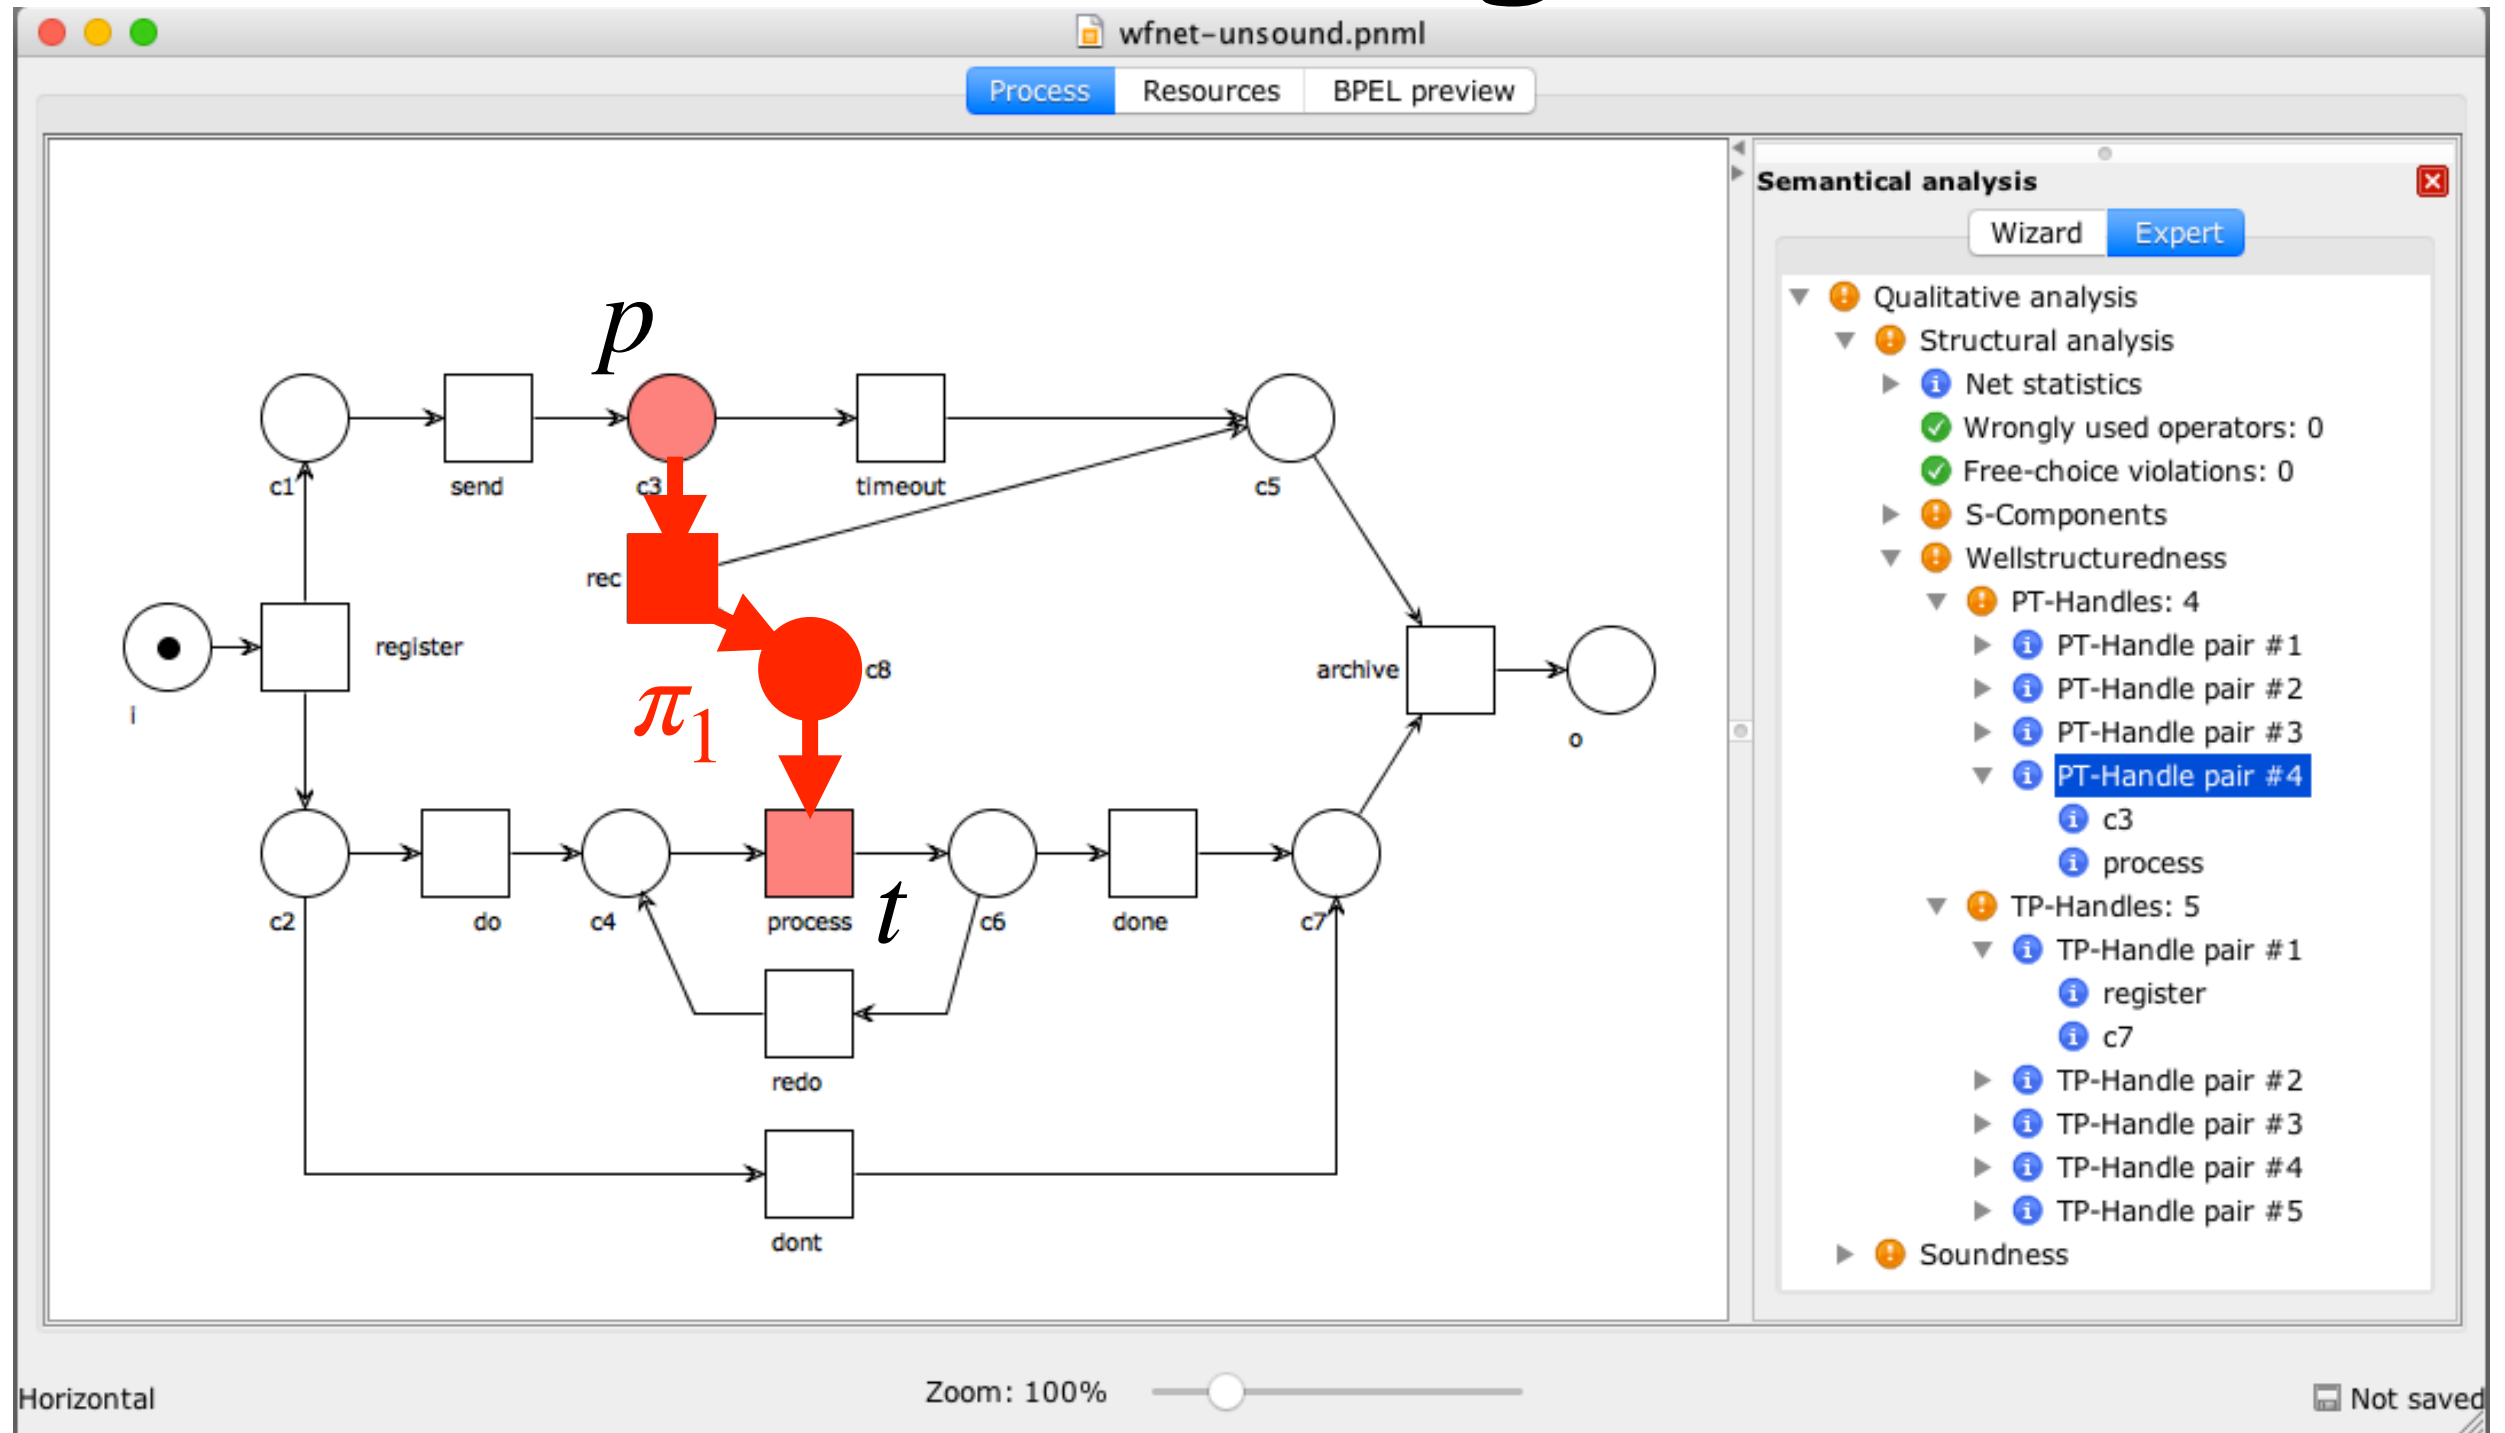 wfnet-unsound.pnml
Process Resources BPEL preview
Semantical analysis
Wizard Expert
Qualitative analysis
Structural analysis
Net statistics
Wrongly used operators: 0
Free-choice violations: 0
S-Components
Wellstructuredness
PT-Handles: 4
PT-Handle pair #1
PT-Handle pair #2
PT-Handle pair #3
PT-Handle pair #4
c3
process
TP-Handles: 5
TP-Handle pair #1
register
c7
TP-Handle pair #2
TP-Handle pair #3
TP-Handle pair #4
TP-Handle pair #5
Soundness
p
c1 send c3 timeout c5
rec
register
c8
archive
i
π1
o
c2 do c4 process t c6 done c7
redo
dont
Horizontal
Zoom: 100%
Not saved